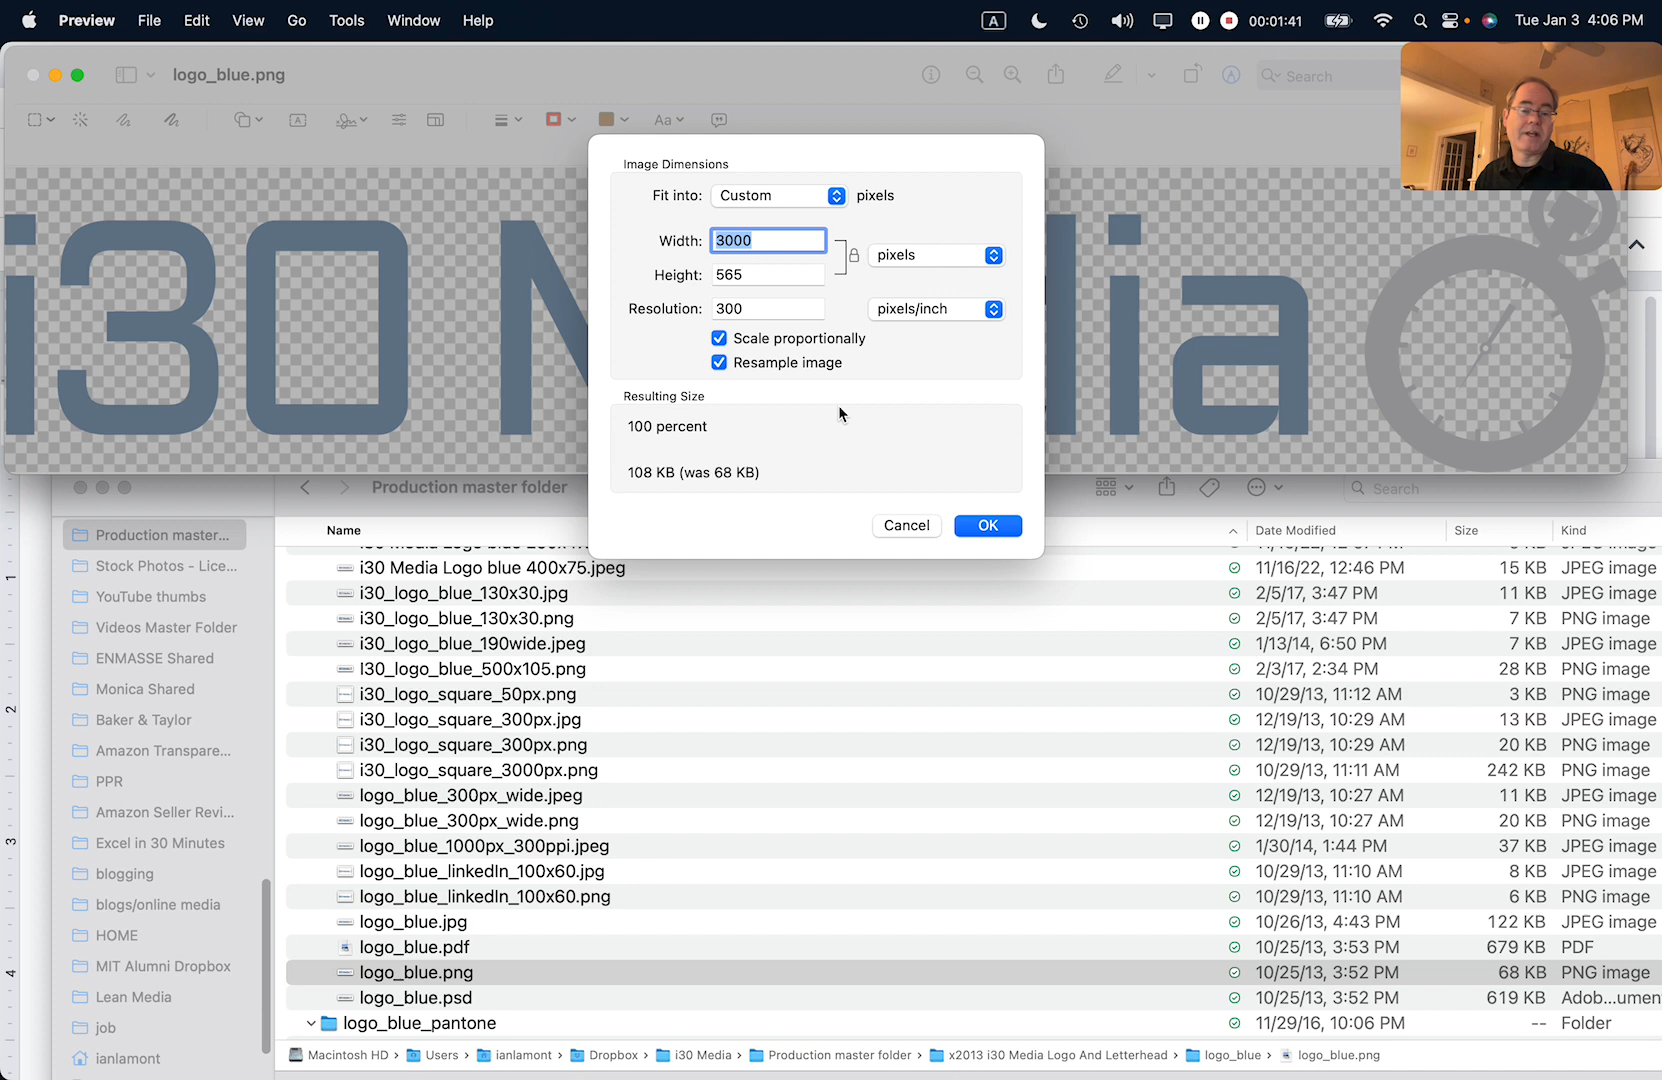 Preview File Edit View Go Tools Window Help
A 00:01:41 Tue Jan 3 4:06 PM
logo_blue.png
Search
A Aa
i30 M dia
Image Dimensions
Fit into: Custom pixels
Width: 3000
pixels
Height: 565
Resolution: 300 pixels/inch
Scale proportionally
Resample image
Resulting Size
100 percent
108 KB (was 68 KB)
Cancel OK
Production master folder
Search
Name Date Modified Size Kind
Production master...
Stock Photos - Lice...
YouTube thumbs
Videos Master Folder
ENMASSE Shared
Monica Shared
Baker & Taylor
Amazon Transpare...
PPR
Amazon Seller Revi...
Excel in 30 Minutes
blogging
blogs/online media
HOME
MIT Alumni Dropbox
Lean Media
job
ianlamont
i30 Media Logo blue 400x75.jpeg 11/16/22, 12:46 PM 15 KB JPEG image
i30_logo_blue_130x30.jpg 2/5/17, 3:47 PM 11 KB JPEG image
i30_logo_blue_130x30.png 2/5/17, 3:47 PM 7 KB PNG image
i30_logo_blue_190wide.jpeg 1/13/14, 6:50 PM 7 KB JPEG image
I30_logo_blue_500x105.png 2/3/17, 2:34 PM 28 KB PNG image
i30_logo_square_50px.png 10/29/13, 11:12 AM 3 KB PNG image
i30_logo_square_300px.jpg 12/19/13, 10:29 AM 13 KB JPEG image
i30_logo_square_300px.png 12/19/13, 10:29 AM 20 KB PNG image
i30_logo_square_3000px.png 10/29/13, 11:11 AM 242 KB PNG image
logo_blue_300px_wide.jpeg 12/19/13, 10:27 AM 11 KB JPEG image
logo_blue_300px_wide.png 12/19/13, 10:27 AM 20 KB PNG image
logo_blue_1000px_300ppi.jpeg 1/30/14, 1:44 PM 37 KB JPEG image
logo_blue_linkedIn_100x60.jpg 10/29/13, 11:10 AM 8 KB JPEG image
logo_blue_linkedIn_100x60.png 10/29/13, 11:10 AM 6 KB PNG image
logo_blue.jpg 10/26/13, 4:43 PM 122 KB JPEG image
logo_blue.pdf 10/25/13, 3:53 PM 679 KB PDF
logo_blue.png 10/25/13, 3:52 PM 68 KB PNG image
logo_blue.psd 10/25/13, 3:52 PM 619 KB Adob...umen
logo_blue_pantone 11/29/16, 10:06 PM -- Folder
Macintosh HD › Users › ianlamont › Dropbox › i30 Media › Production master folder › x2013 i30 Media Logo And Letterhead › logo_blue › logo_blue.png
1
2
3
4